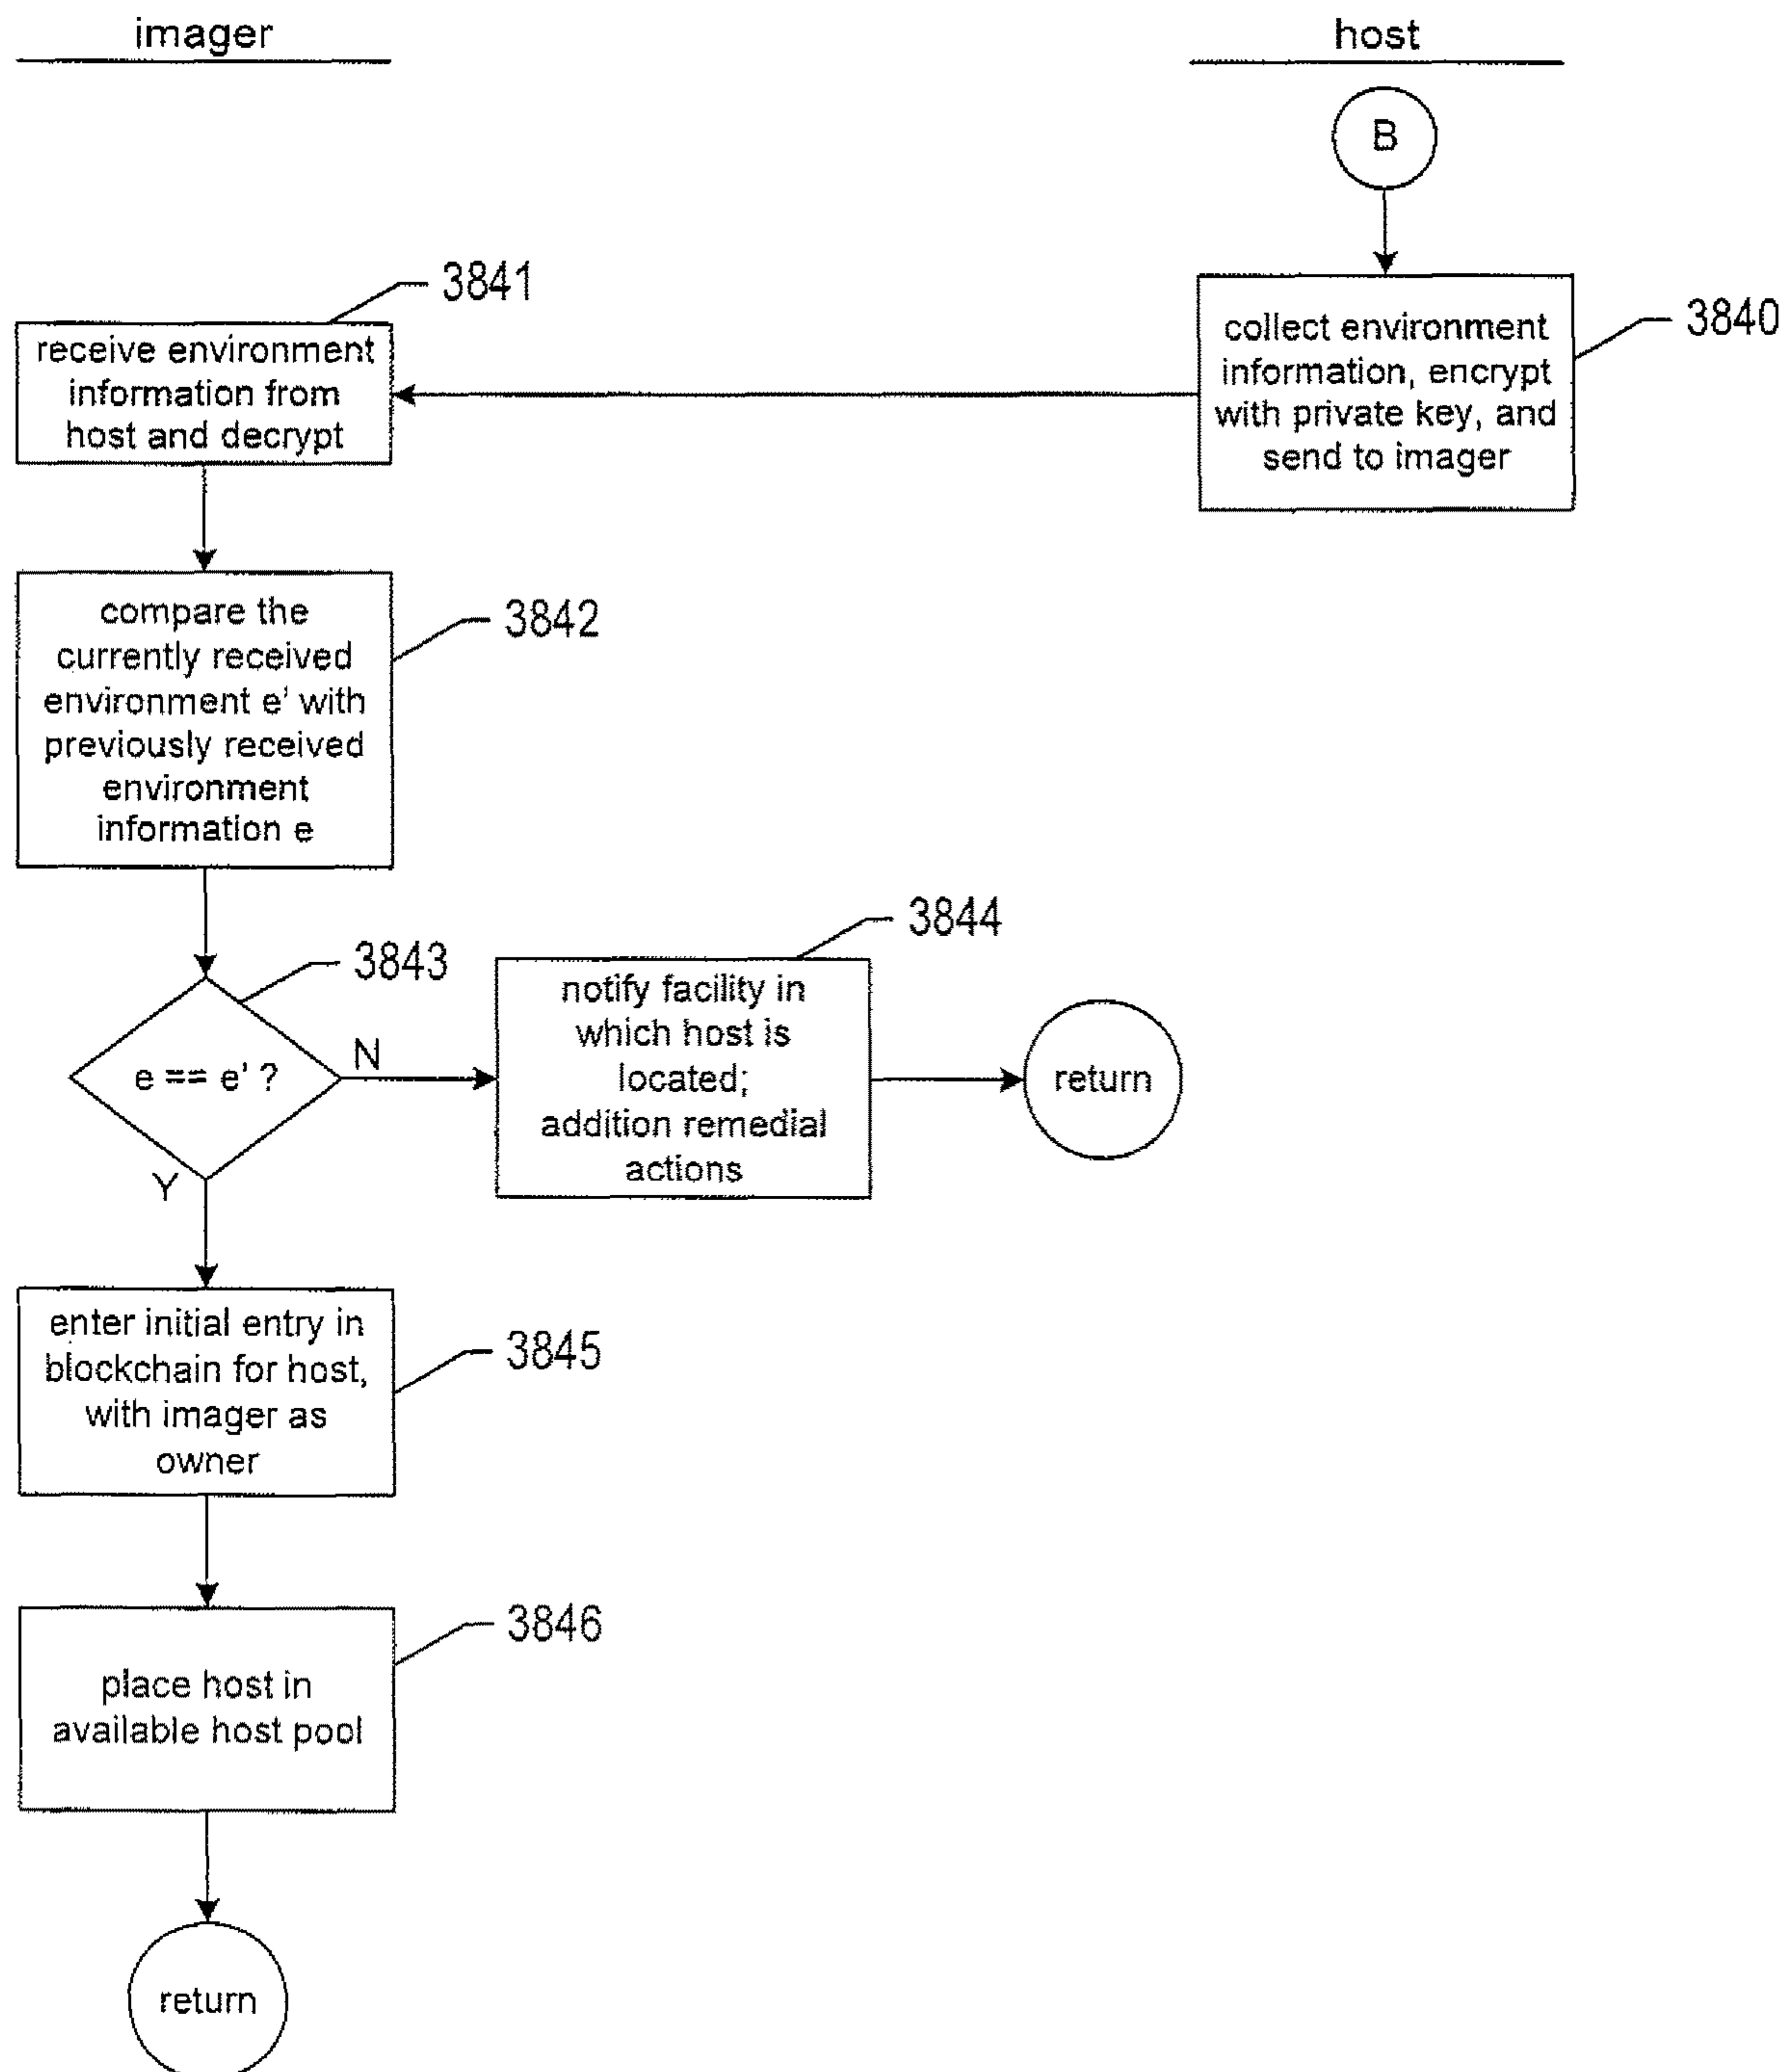 imager
host
B
3841
3840
receive environment
information from
host and decrypt
collect environment
information, encrypt
with private key, and
send to imager
compare the
currently received
environment e' with
previously received
environment
information e
3842
3843
e == e' ?
N
Y
3844
notify facility in
which host is
located;
addition remedial
actions
return
enter initial entry in
blockchain for host,
with imager as
owner
3845
place host in
available host pool
3846
return